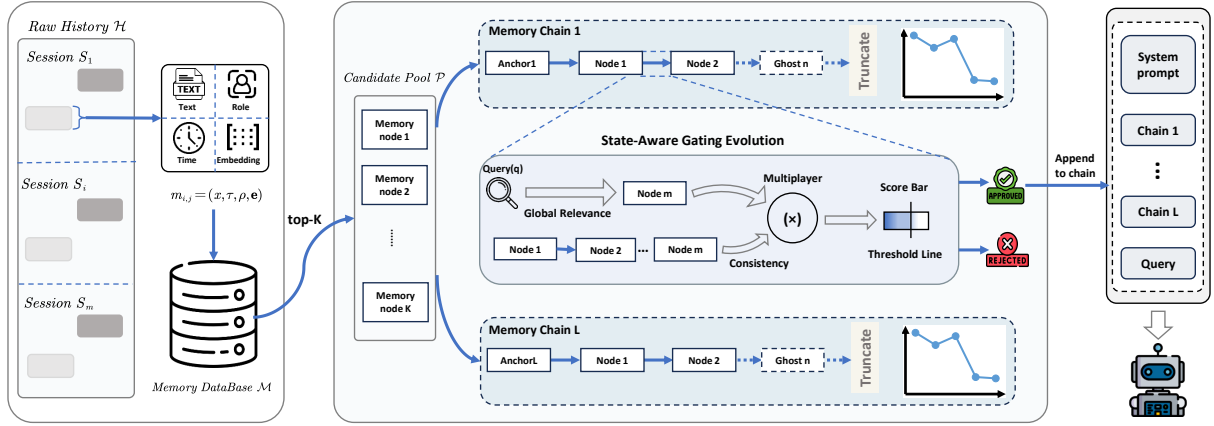 Raw History ℋ
Session S₁
Session Sᵢ
Session Sₘ
TEXT
Text
Role
Time
Embedding
mᵢ,ⱼ=(x,τ,ρ,e)
Memory DataBase ℳ
top-K
Candidate Pool 𝒫
Memory
node 1
Memory
node 2
......
Memory
node K
Memory Chain 1
Anchor1
Node 1
Node 2
Ghost n
Truncate
State-Aware Gating Evolution
Query(q)
Global Relevance
Node m
Multiplayer
(×)
Score Bar
Threshold Line
Node 1
Node 2
...
Node m
Consistency
APPROVED
REJECTED
Memory Chain L
AnchorL
Node 1
Node 2
Ghost n
Truncate
Append
to chain
System
prompt
Chain 1
⋮
Chain L
Query